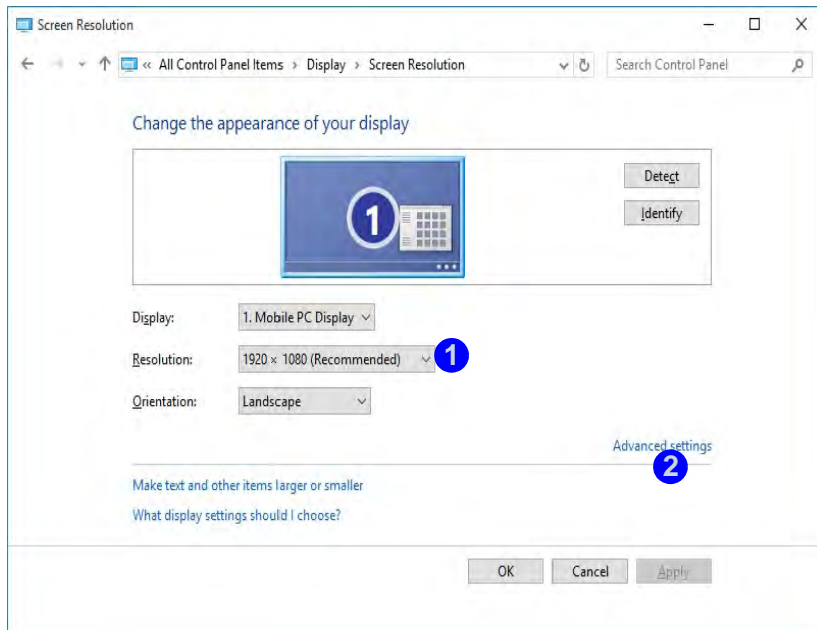 Screen Resolution
« All Control Panel Items > Display > Screen Resolution
Search Control Panel
Change the appearance of your display
1
Detect
Identify
Display: 1. Mobile PC Display
Resolution: 1920 × 1080 (Recommended) 1
Orientation: Landscape
Advanced settings
2
Make text and other items larger or smaller
What display settings should I choose?
OK Cancel Apply